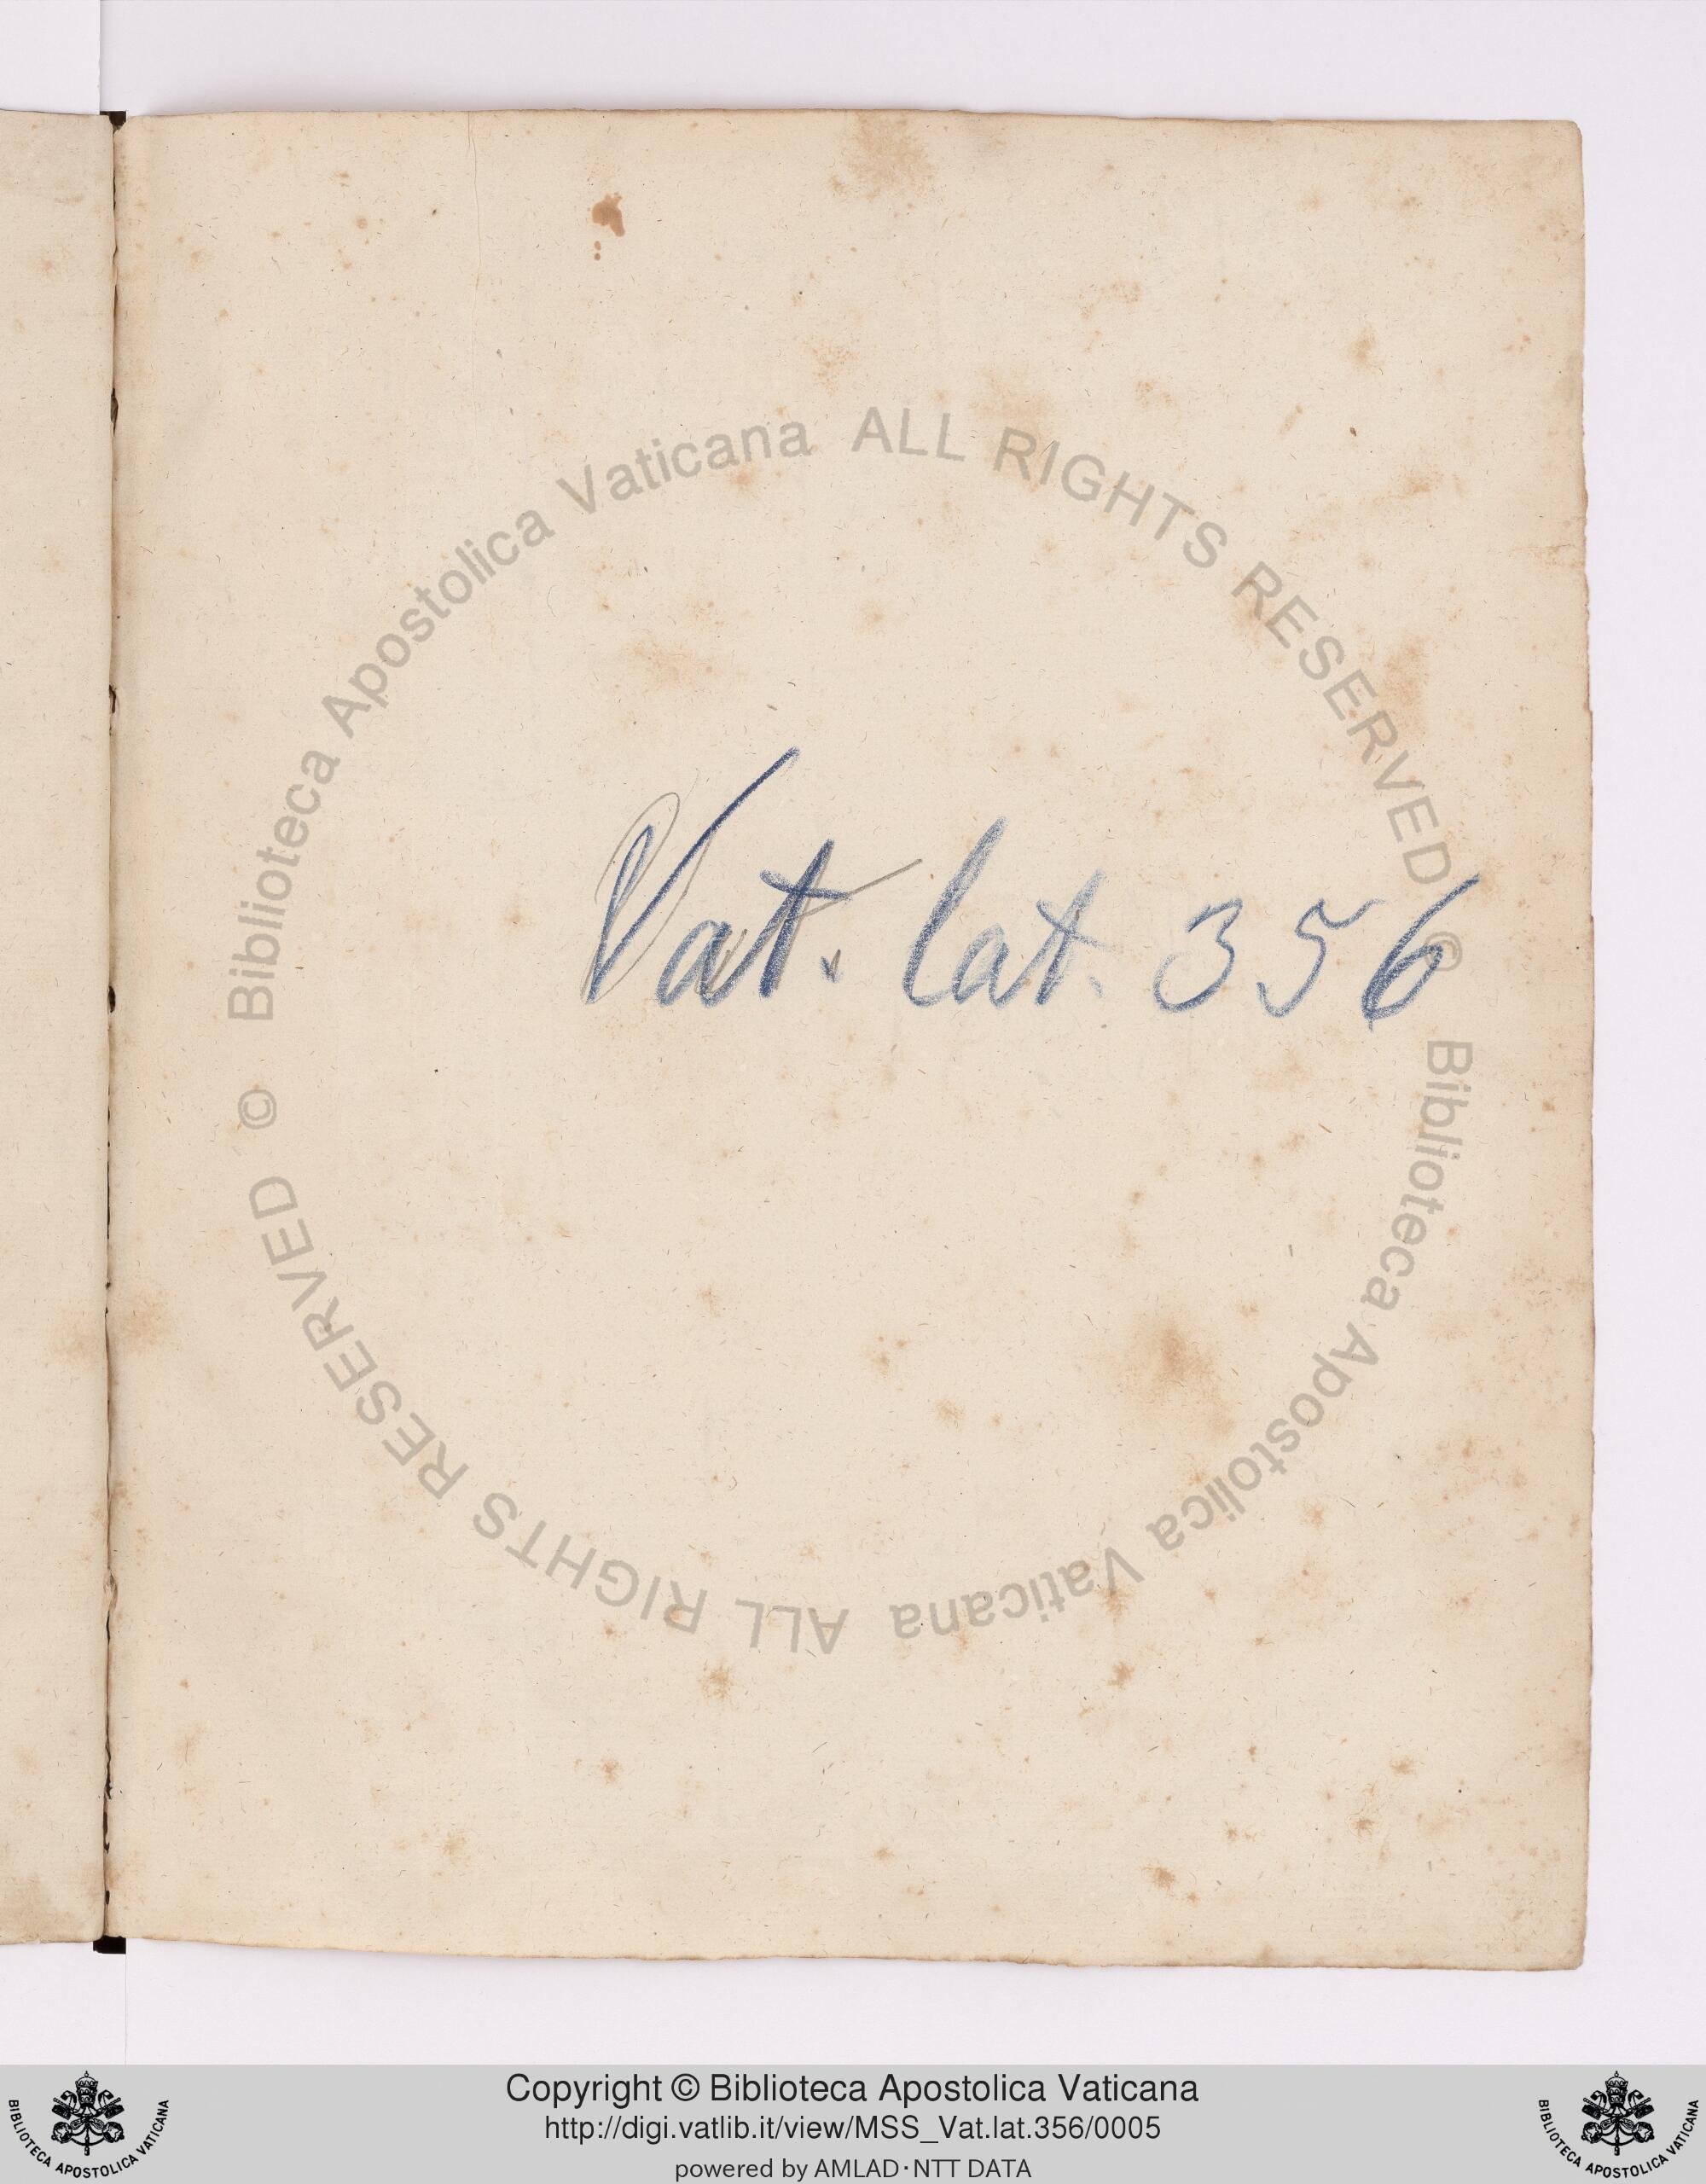 Vat. lat. 356
© Biblioteca Apostolica Vaticana ALL RIGHTS RESERVED
© Biblioteca Apostolica Vaticana ALL RIGHTS RESERVED
Copyright © Biblioteca Apostolica Vaticana
http://digi.vatlib.it/view/MSS_Vat.lat.356/0005
powered by AMLAD·NTT DATA
BIBLIOTECA APOSTOLICA VATICANA
BIBLIOTECA APOSTOLICA VATICANA